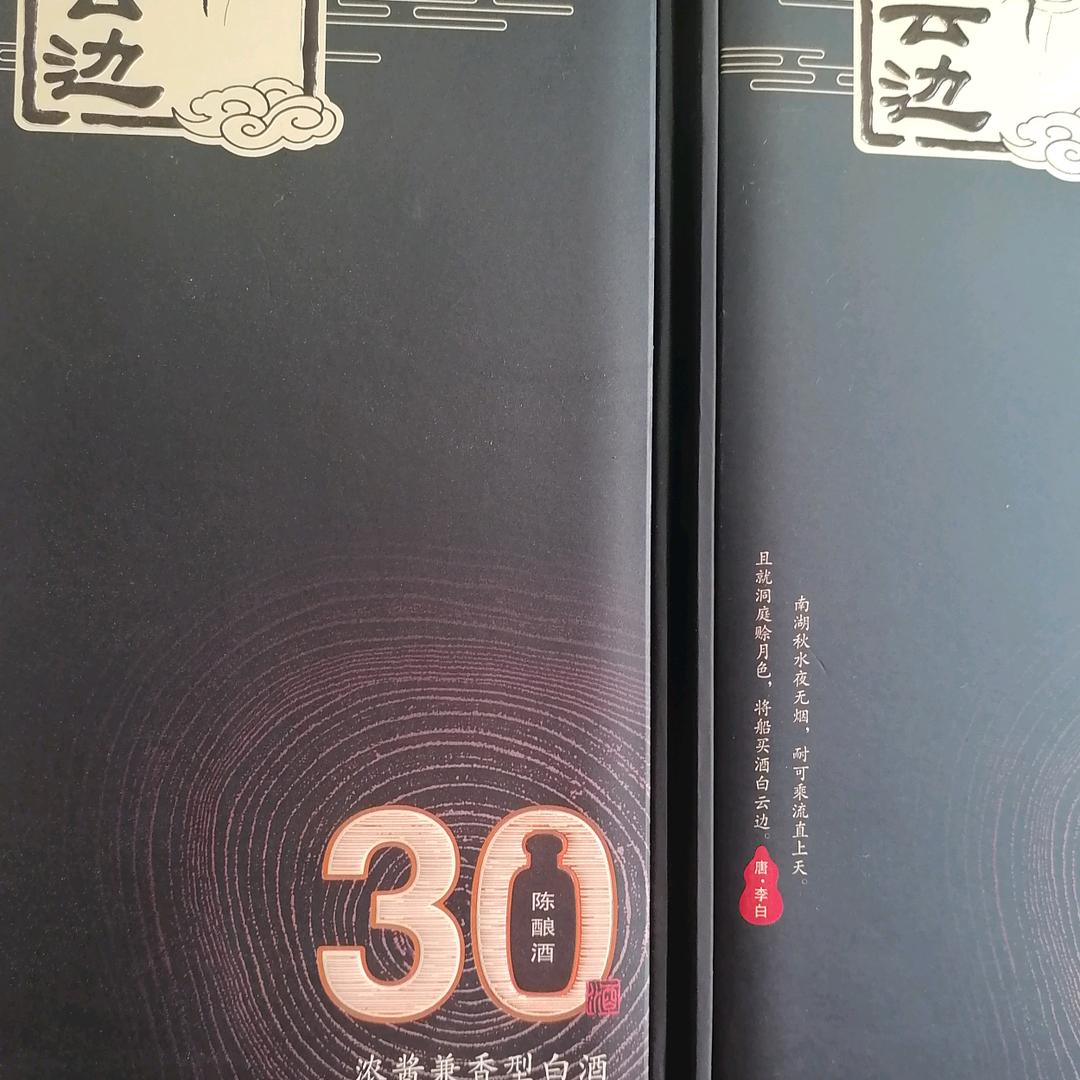 云边
30
陈酿酒
酒
浓酱兼香型白酒
云边
南湖秋水夜无烟，耐可乘流直上天。
且就洞庭赊月色，将船买酒白云边。
唐·李白